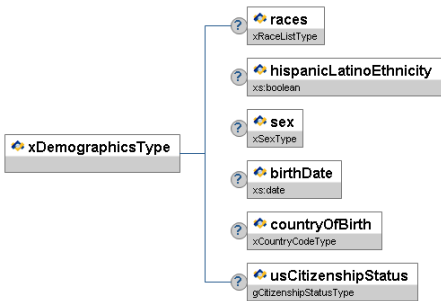 races
xRaceListType
hispanicLatinoEthnicity
xs:boolean
sex
xSexType
xDemographicsType
birthDate
xs:date
countryOfBirth
xCountryCodeType
usCitizenshipStatus
gCitizenshipStatusType